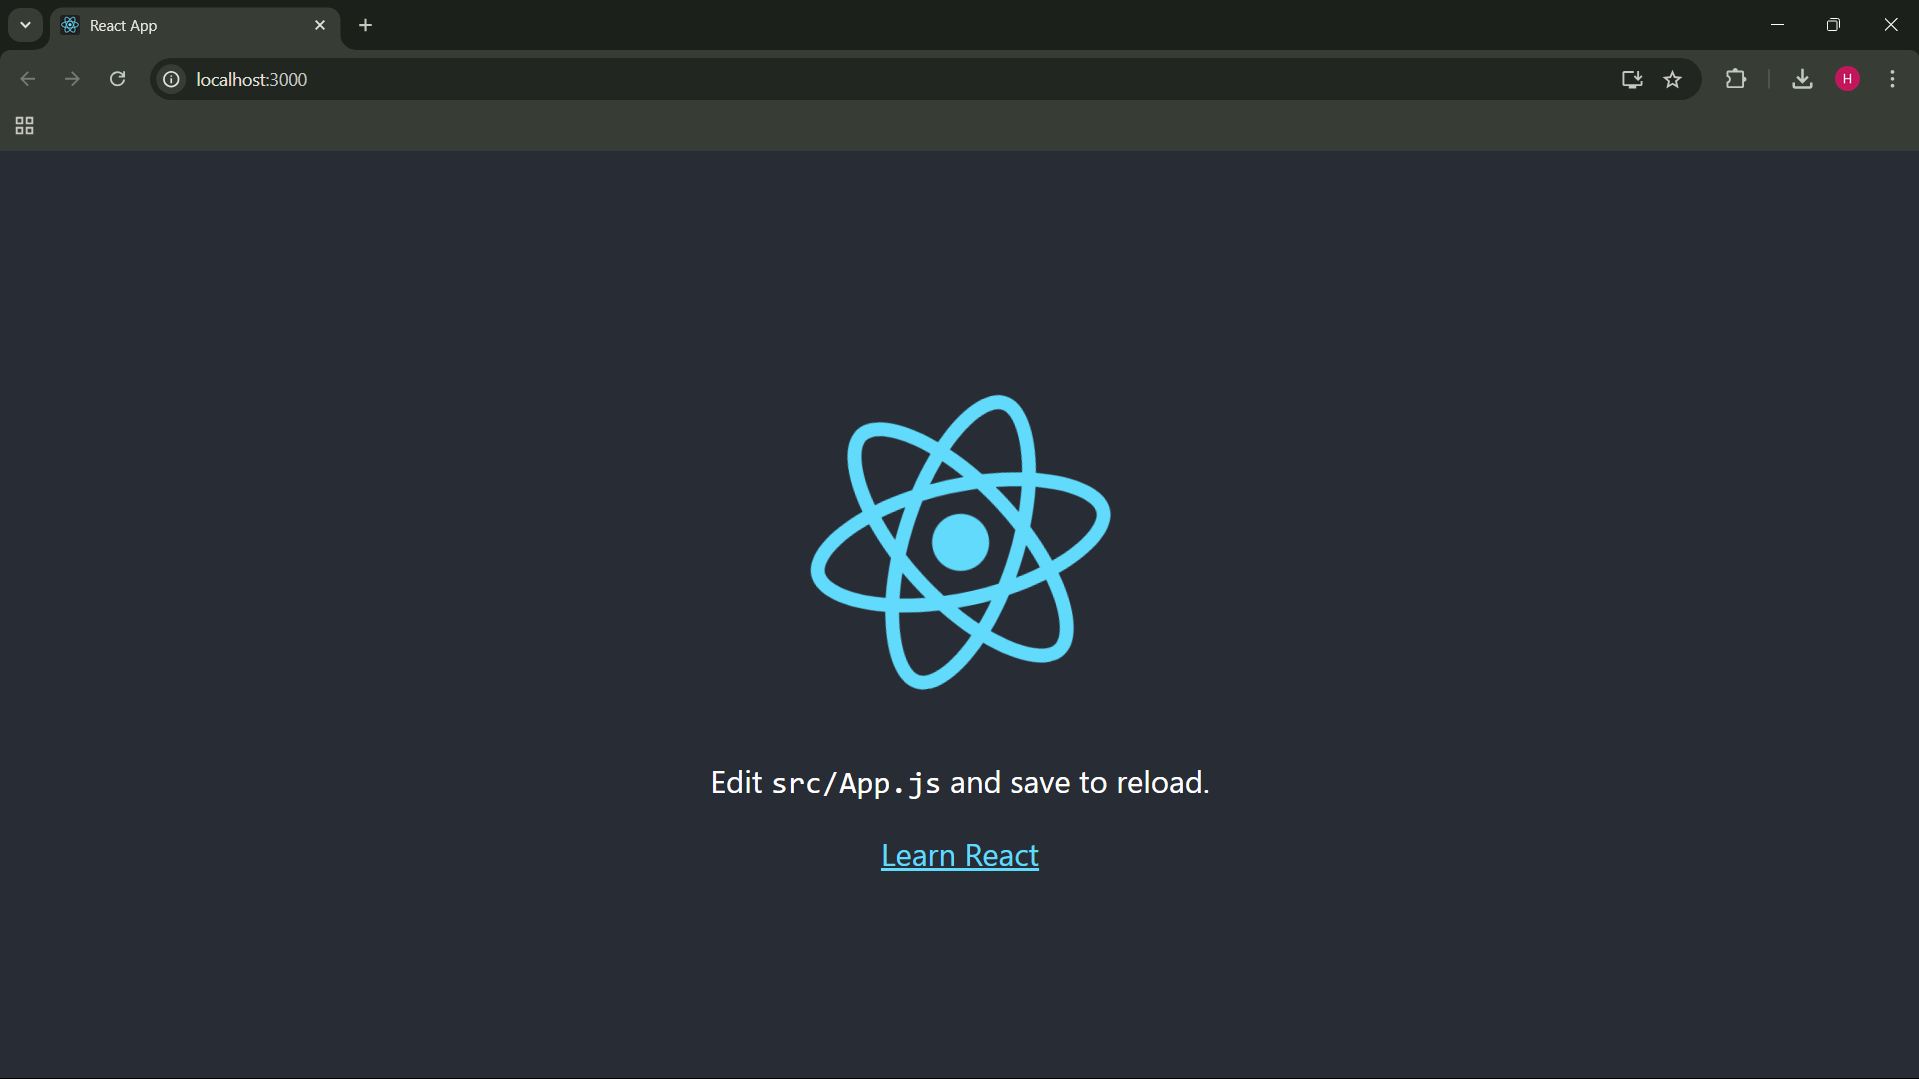 React App
localhost:3000
H
Edit src/App.js and save to reload.
Learn React